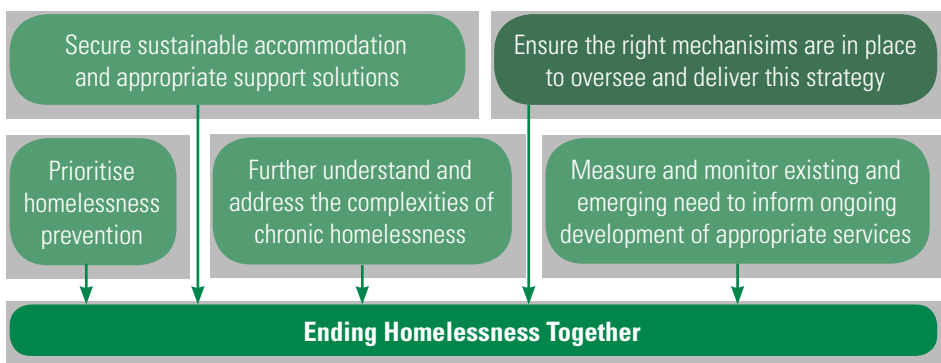 Secure sustainable accommodation
and appropriate support solutions
Ensure the right mechanisims are in place
to oversee and deliver this strategy
Prioritise
homelessness
prevention
Further understand and
address the complexities of
chronic homelessness
Measure and monitor existing and
emerging need to inform ongoing
development of appropriate services
Ending Homelessness Together